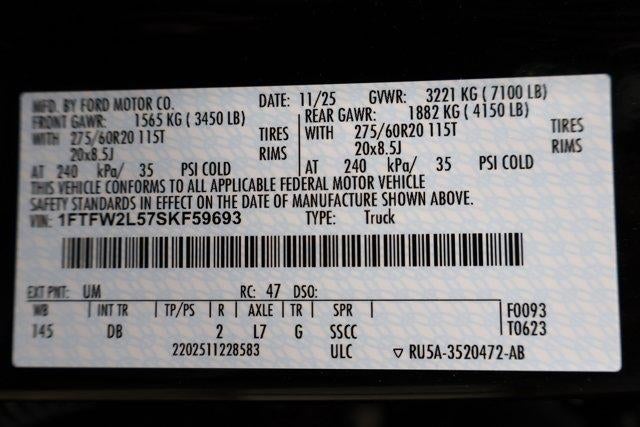 MFD. BY FORD MOTOR CO. DATE: 11/25 GVWR: 3221 KG ( 7100 LB)
FRONT GAWR: 1565 KG ( 3450 LB) REAR GAWR: 1882 KG ( 4150 LB)
WITH 275/60R20 115T TIRES WITH 275/60R20 115T TIRES
20x8.5J RIMS 20x8.5J RIMS
AT 240 kPa/ 35 PSI COLD AT 240 kPa/ 35 PSI COLD
THIS VEHICLE CONFORMS TO ALL APPLICABLE FEDERAL MOTOR VEHICLE
SAFETY STANDARDS IN EFFECT ON THE DATE OF MANUFACTURE SHOWN ABOVE.
VIN: 1FTFW2L57SKF59693 TYPE: Truck
EXT PNT: UM RC: 47 DSO:
WB | INT TR | TP/PS | R | AXLE | TR | SPR F0093
145 DB 2 L7 G SSCC T0623
2202511228583 ULC ▽ RU5A-3520472-AB